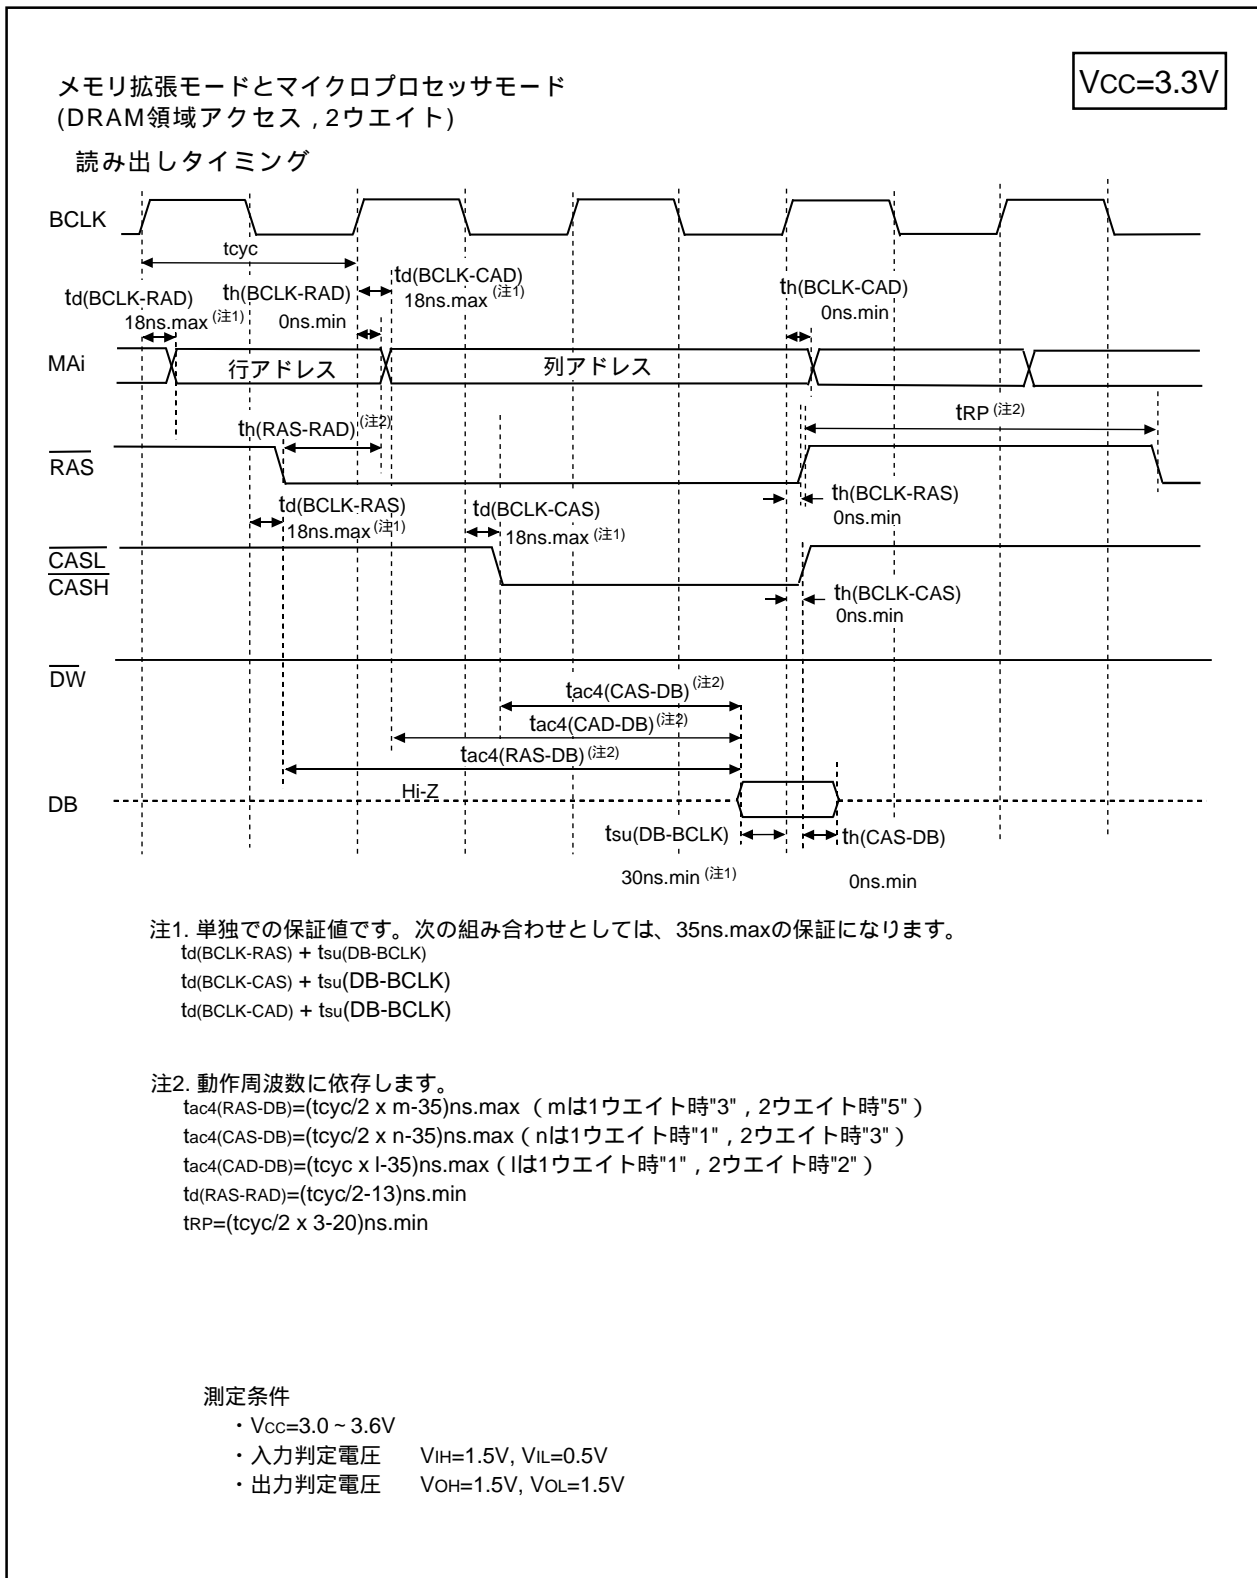 VCC=3.3V
メモリ拡張モードとマイクロプロセッサモード
(DRAM領域アクセス , 2ウエイト)
読み出しタイミング
BCLK
tcyc
td(BCLK-RAD)
18ns.max (注1)
th(BCLK-RAD)
0ns.min
td(BCLK-CAD)
18ns.max (注1)
th(BCLK-CAD)
0ns.min
MAi
行アドレス
列アドレス
th(RAS-RAD) (注2)
tRP (注2)
RAS
td(BCLK-RAS)
18ns.max (注1)
td(BCLK-CAS)
18ns.max (注1)
th(BCLK-RAS)
0ns.min
CASL
CASH
th(BCLK-CAS)
0ns.min
DW
tac4(CAS-DB) (注2)
tac4(CAD-DB) (注2)
tac4(RAS-DB) (注2)
DB
Hi-Z
tsu(DB-BCLK)
30ns.min (注1)
th(CAS-DB)
0ns.min
注1. 単独での保証値です。次の組み合わせとしては、35ns.maxの保証になります。
td(BCLK-RAS) + tsu(DB-BCLK)
td(BCLK-CAS) + tsu(DB-BCLK)
td(BCLK-CAD) + tsu(DB-BCLK)
注2. 動作周波数に依存します。
tac4(RAS-DB)=(tcyc/2 x m-35)ns.max （ mは1ウエイト時"3" , 2ウエイト時"5" ）
tac4(CAS-DB)=(tcyc/2 x n-35)ns.max ( nは1ウエイト時"1" , 2ウエイト時"3" ）
tac4(CAD-DB)=(tcyc x l-35)ns.max ( lは1ウエイト時"1" , 2ウエイト時"2" ）
td(RAS-RAD)=(tcyc/2-13)ns.min
tRP=(tcyc/2 x 3-20)ns.min
測定条件
・VCC=3.0 ~ 3.6V
・入力判定電圧 VIH=1.5V, VIL=0.5V
・出力判定電圧 VOH=1.5V, VOL=1.5V